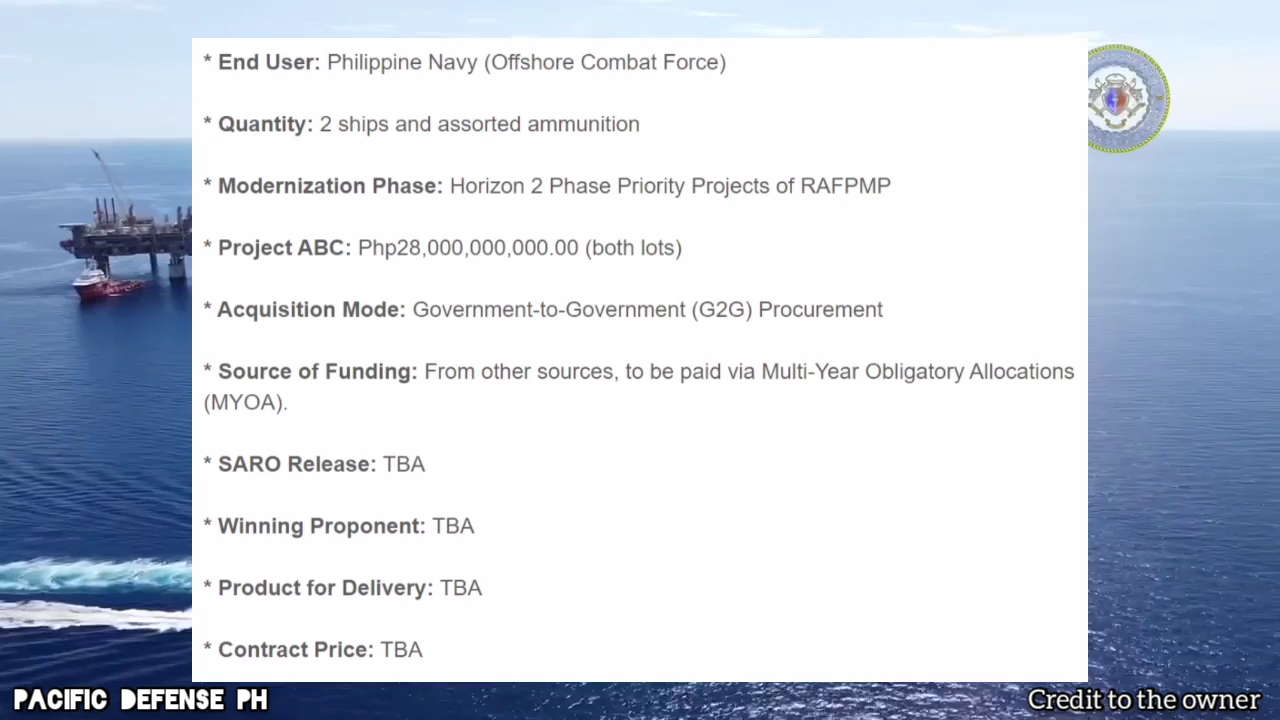 * End User: Philippine Navy (Offshore Combat Force)
* Quantity: 2 ships and assorted ammunition
* Modernization Phase: Horizon 2 Phase Priority Projects of RAFPMP
* Project ABC: Php28,000,000,000.00 (both lots)
* Acquisition Mode: Government-to-Government (G2G) Procurement
* Source of Funding: From other sources, to be paid via Multi-Year Obligatory Allocations
(MYOA).
* SARO Release: TBA
* Winning Proponent: TBA
* Product for Delivery: TBA
* Contract Price: TBA
PACIFIC DEFENSE PH
Credit to the owner